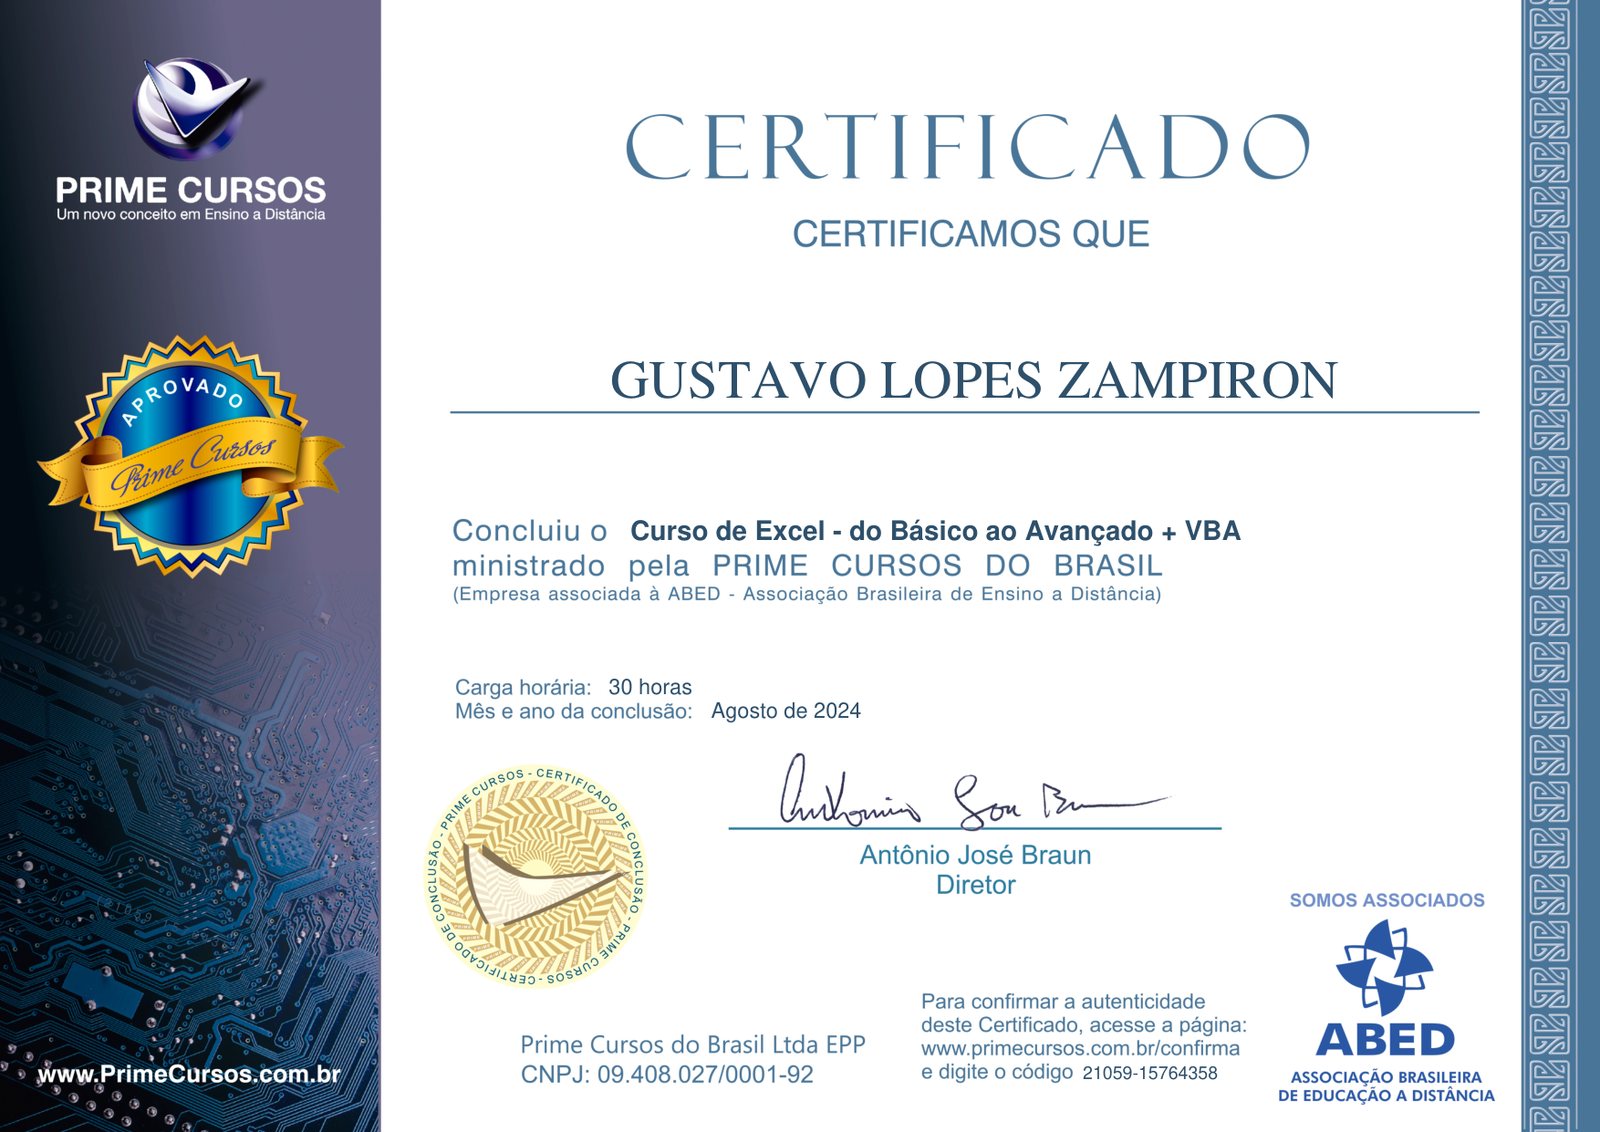 PRIME CURSOS
Um novo conceito em Ensino a Distância
APROVADO
Prime Cursos
www.PrimeCursos.com.br
CERTIFICADO
CERTIFICAMOS QUE
GUSTAVO LOPES ZAMPIRON
Concluiu o Curso de Excel - do Básico ao Avançado + VBA
ministrado pela PRIME CURSOS DO BRASIL
(Empresa associada à ABED - Associação Brasileira de Ensino a Distância)
Carga horária: 30 horas
Mês e ano da conclusão: Agosto de 2024
PRIME CURSOS - CERTIFICADO DE CONCLUSÃO - PRIME CURSOS - CERTIFICADO DE CONCLUSÃO -
Antônio José Braun
Diretor
Prime Cursos do Brasil Ltda EPP
CNPJ: 09.408.027/0001-92
Para confirmar a autenticidade
deste Certificado, acesse a página:
www.primecursos.com.br/confirma
e digite o código 21059-15764358
SOMOS ASSOCIADOS
ABED
ASSOCIAÇÃO BRASILEIRA
DE EDUCAÇÃO A DISTÂNCIA